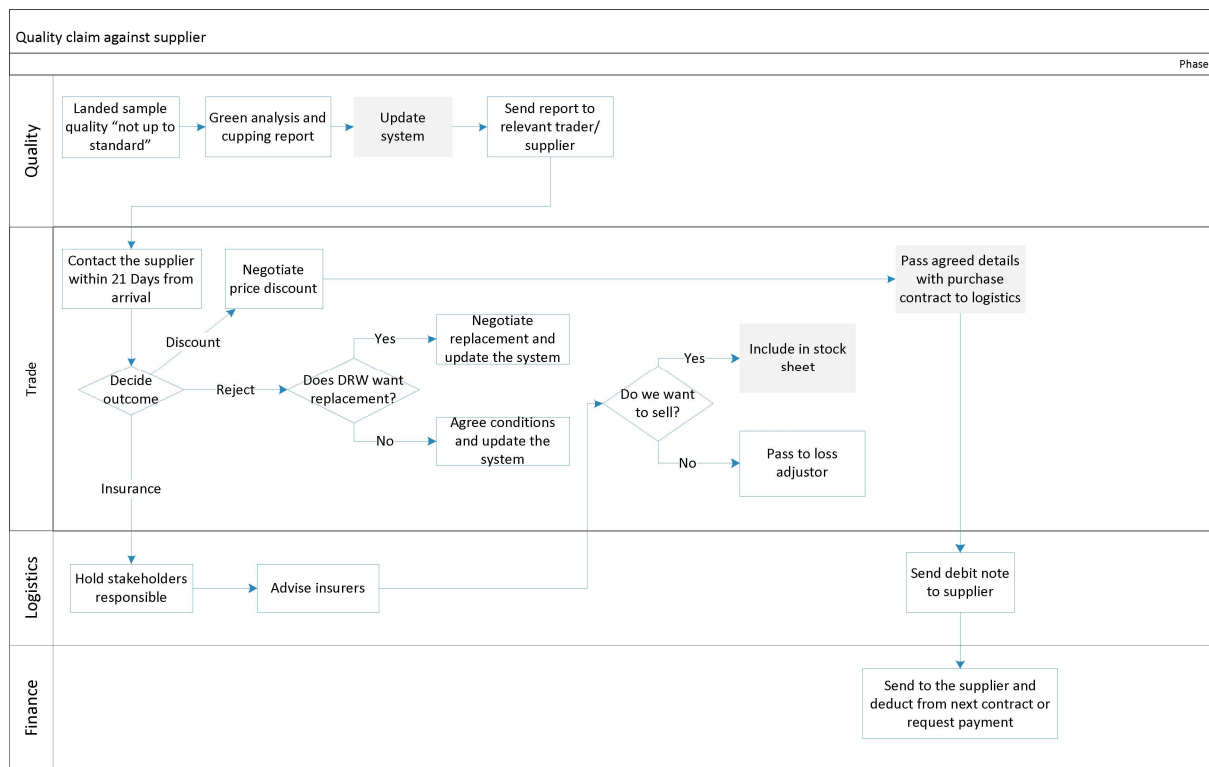 Quality claim against supplier
Phase
Quality
Landed sample
quality “not up to
standard”
Green analysis and
cupping report
Update
system
Send report to
relevant trader/
supplier
Trade
Contact the supplier
within 21 Days from
arrival
Negotiate
price discount
Pass agreed details
with purchase
contract to logistics
Discount
Decide
outcome
Reject
Does DRW want
replacement?
Yes
Negotiate
replacement and
update the system
No
Agree conditions
and update the
system
Do we want
to sell?
Yes
Include in stock
sheet
No
Pass to loss
adjustor
Insurance
Logistics
Hold stakeholders
responsible
Advise insurers
Send debit note
to supplier
Finance
Send to the supplier and
deduct from next contract or
request payment